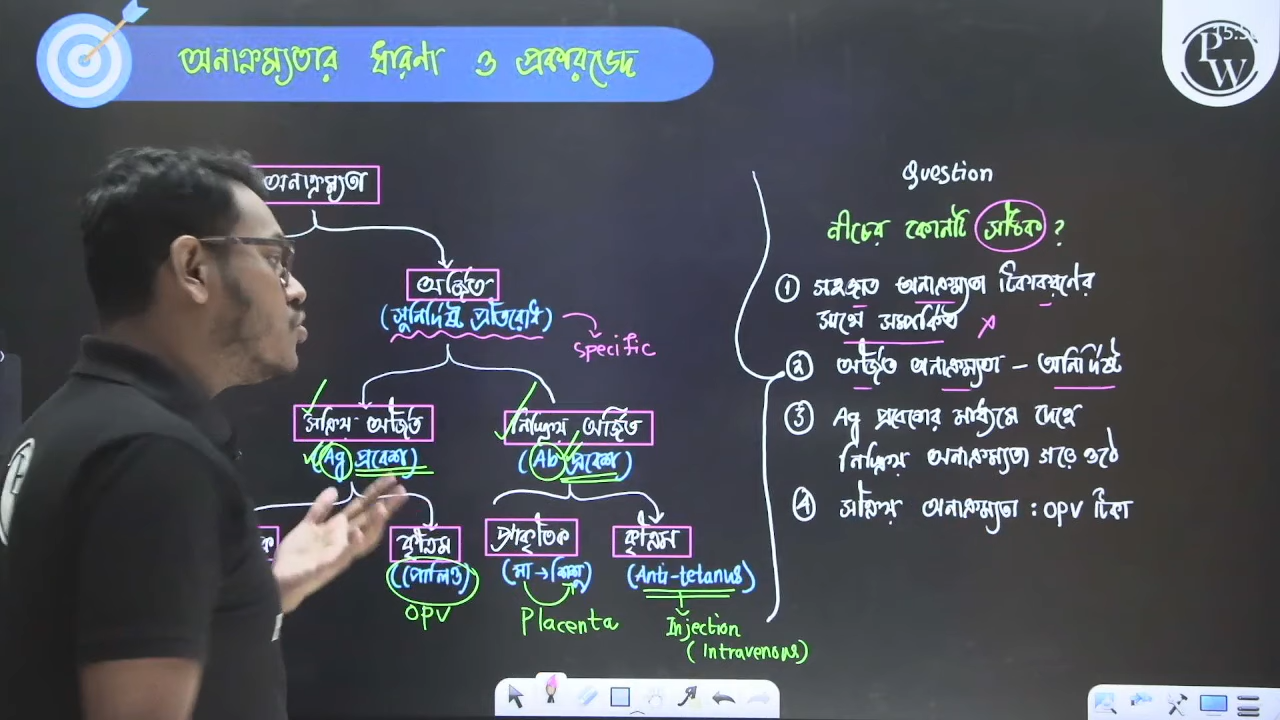 অনাক্রম্যতার ধারণা ও প্রকারভেদ
PW
অনাক্রম্যতা
অর্জিত
(সুনির্দিষ্ট প্রতিরোধ)
specific
সক্রিয় অর্জিত
(Ag প্রবেশ)
নিষ্ক্রিয় অর্জিত
(Ab প্রবেশ)
ক
কৃত্রিম
(পোলিও)
OPV
প্রাকৃতিক
(মা → শিশু)
Placenta
কৃত্রিম
(Anti-tetanus)
Injection
(Intravenous)
Question
নীচের কোনটি সঠিক ?
① সহজাত অনাক্রম্যতা টিকাকরণের
সাথে সম্পর্কিত ×
② অর্জিত অনাক্রম্যতা – অনির্দিষ্ট
③ Ag প্রবেশের মাধ্যমে দেহে
নিষ্ক্রিয় অনাক্রম্যতা গড়ে ওঠে
④ সক্রিয় অনাক্রম্যতা : OPV টিকা